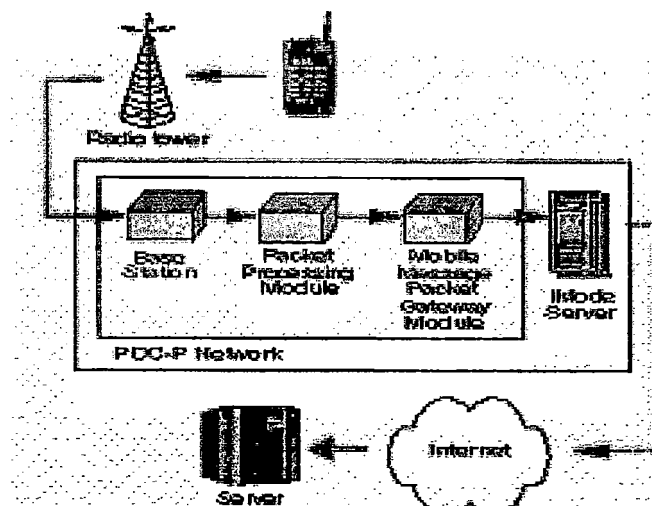 Radio tower
Base
Station
Packet
Processing
Module
Mobile
Message
Packet
Gateway
Module
IMode
Server
PDC-P Network
Internet
Server